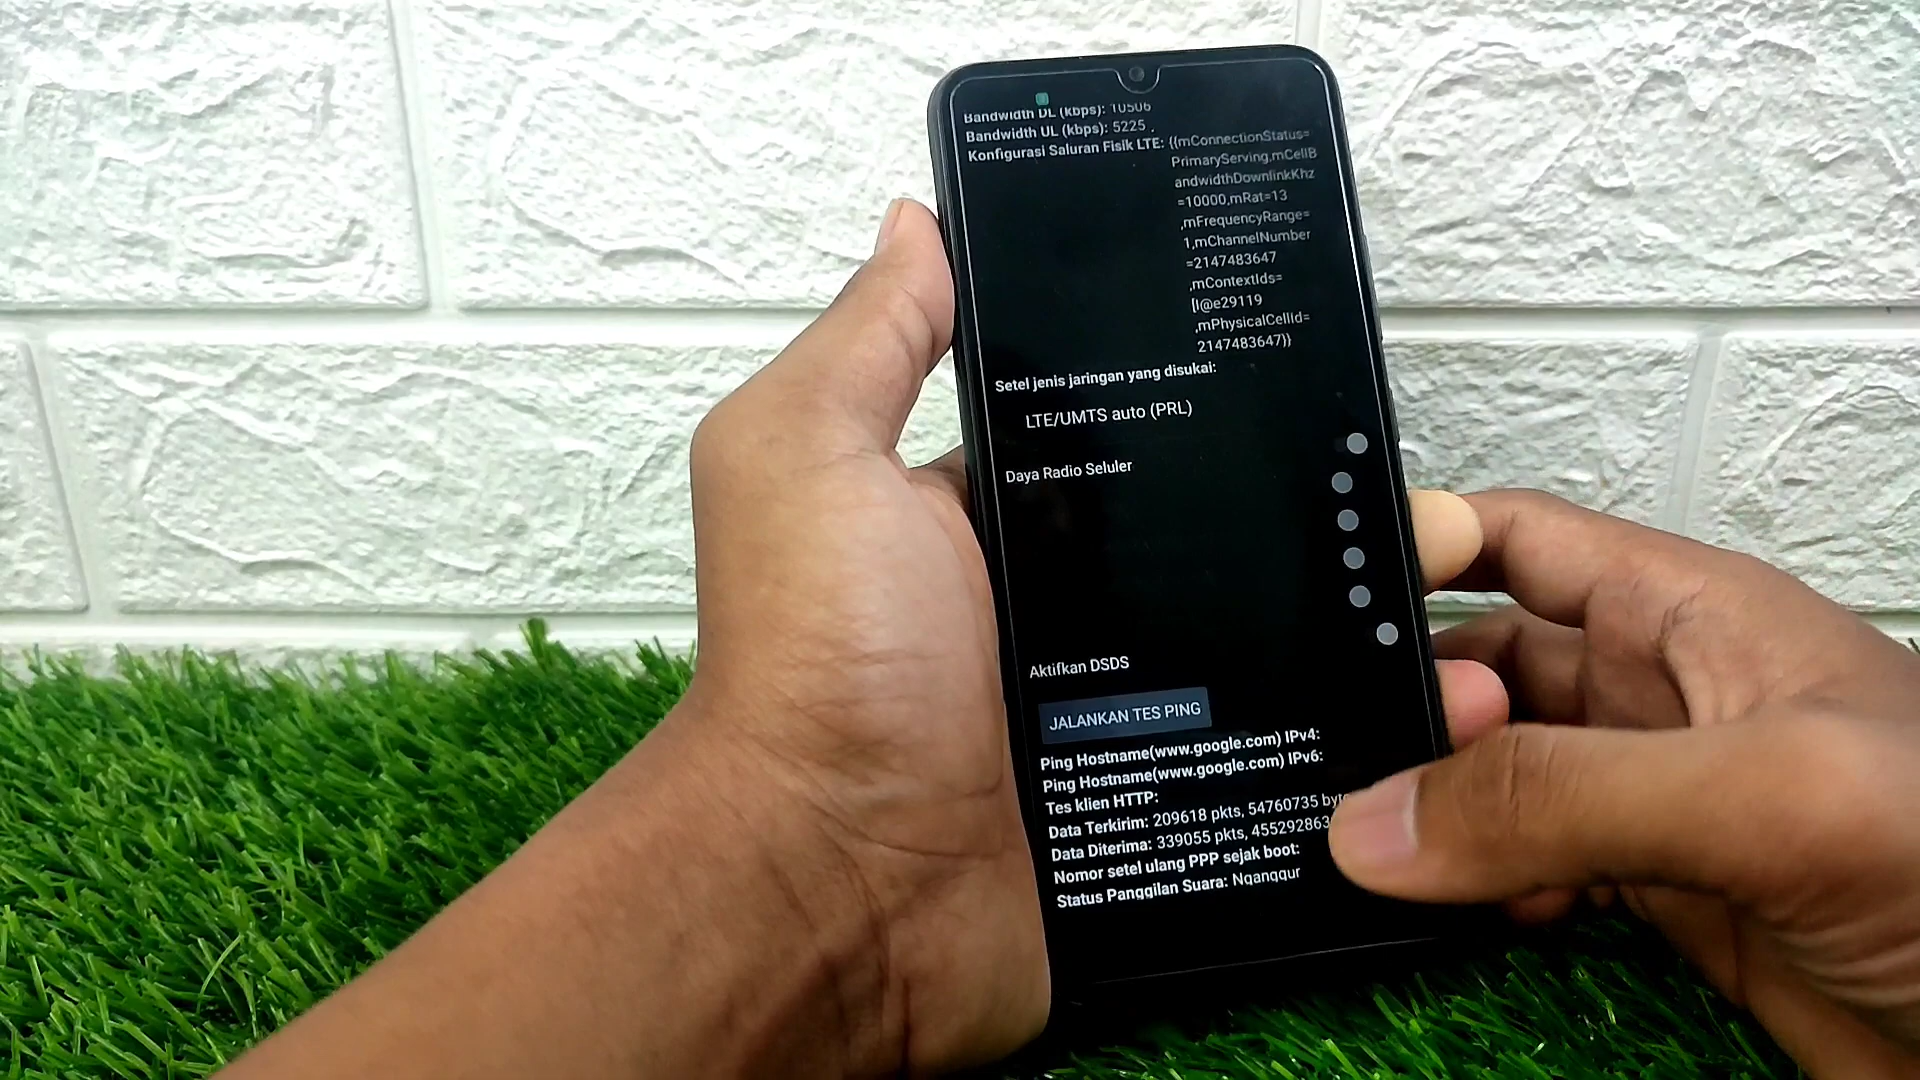 Bandwidth DL (kbps): 10506
Bandwidth UL (kbps): 5225
Konfigurasi Saluran Fisik LTE: {{mConnectionStatus=
PrimaryServing,mCellB
andwidthDownlinkKhz
=10000,mRat=13
,mFrequencyRange=
1,mChannelNumber
=2147483647
,mContextIds=
[I@e29119
,mPhysicalCellId=
2147483647}}
Setel jenis jaringan yang disukai:
LTE/UMTS auto (PRL)
Daya Radio Seluler
Aktifkan DSDS
JALANKAN TES PING
Ping Hostname(www.google.com) IPv4:
Ping Hostname(www.google.com) IPv6:
Tes klien HTTP:
Data Terkirim: 209618 pkts, 54760735
Data Diterima: 339055 pkts,
Nomor setel ulang PPP sejak boot:
Status Panggilan Suara: Nganggur